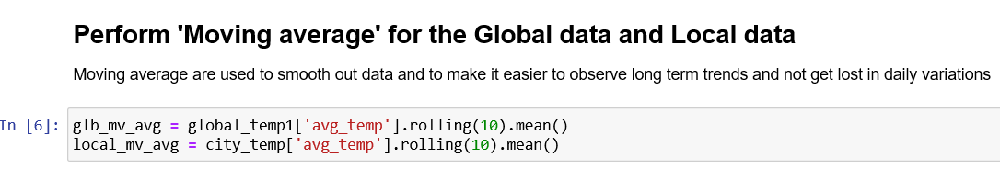 Perform 'Moving average' for the Global data and Local data
Moving average are used to smooth out data and to make it easier to observe long term trends and not get lost in daily variations
In [6]: glb_mv_avg = global_temp1['avg_temp'].rolling(10).mean()
local_mv_avg = city_temp['avg_temp'].rolling(10).mean()